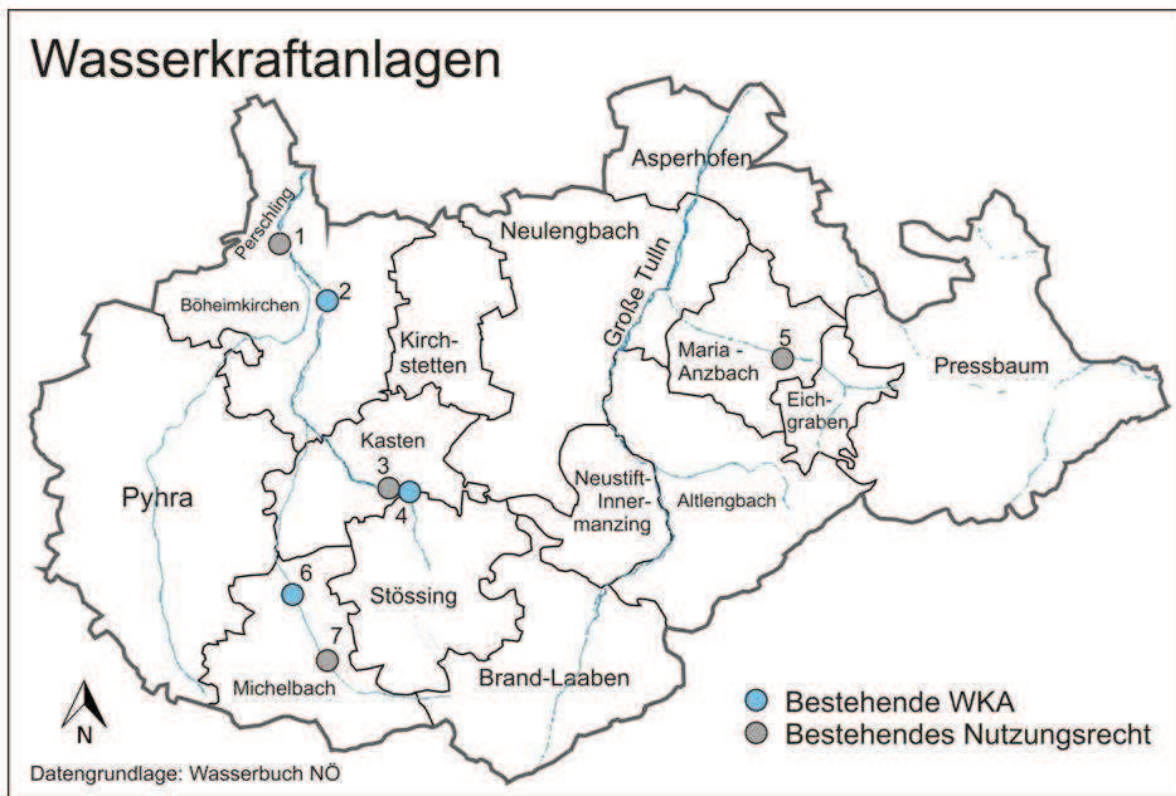 Wasserkraftanlagen
Asperhofen
Perschling
1
Neulengbach
2
Böheimkirchen
Große Tulln
Kirch-
stetten
5
Maria -
Anzbach
Pressbaum
Eich-
graben
Kasten
3
4
Pyhra
Neustift-
Inner-
manzing
Altlengbach
6
Stössing
7
Michelbach
Brand-Laaben
Bestehende WKA
Bestehendes Nutzungsrecht
N
Datengrundlage: Wasserbuch NÖ